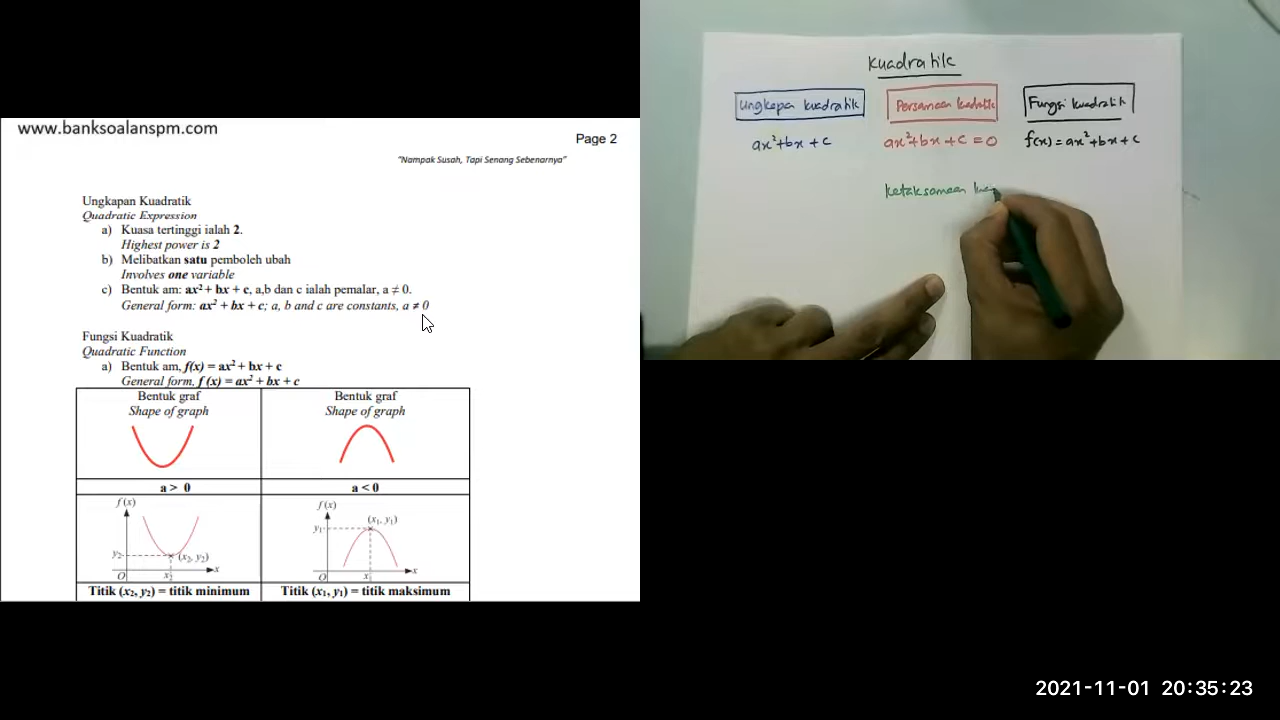 www.banksoalanspm.com
Page 2
"Nampak Susah, Tapi Senang Sebenarnya"
Ungkapan Kuadratik
Quadratic Expression
a) Kuasa tertinggi ialah 2.
Highest power is 2
b) Melibatkan satu pemboleh ubah
Involves one variable
c) Bentuk am: ax² + bx + c, a,b dan c ialah pemalar, a ≠ 0.
General form: ax² + bx + c; a, b and c are constants, a ≠ 0
Fungsi Kuadratik
Quadratic Function
a) Bentuk am, f(x) = ax² + bx + c
General form, f (x) = ax² + bx + c
Bentuk graf
Shape of graph
Bentuk graf
Shape of graph
a > 0
a < 0
f(x)
y₂
(x₂, y₂)
O
x₂
x
f(x)
y₁
(x₁, y₁)
O
x₁
x
Titik (x₂, y₂) = titik minimum
Titik (x₁, y₁) = titik maksimum
Kuadratik
Ungkapan kuadratik
Persamaan kuadratik
Fungsi kuadratik
ax²+bx+c
ax²+bx+c=0
f(x)=ax²+bx+c
ketaksamaan
2021-11-01 20:35:23